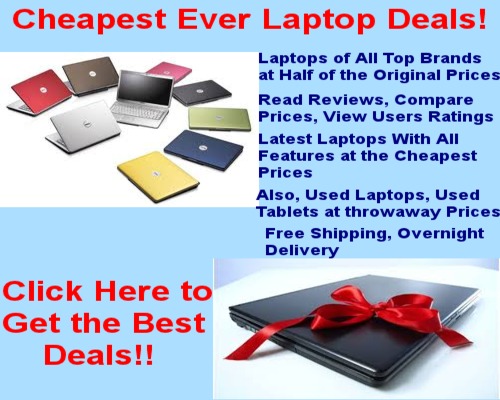 Cheapest Ever Laptop Deals!
Laptops of All Top Brands
at Half of the Original Prices
Read Reviews, Compare
Prices, View Users Ratings
Latest Laptops With All
Features at the Cheapest
Prices
Also, Used Laptops, Used
Tablets at throwaway Prices
Free Shipping, Overnight
Delivery
Click Here to
Get the Best
Deals!!